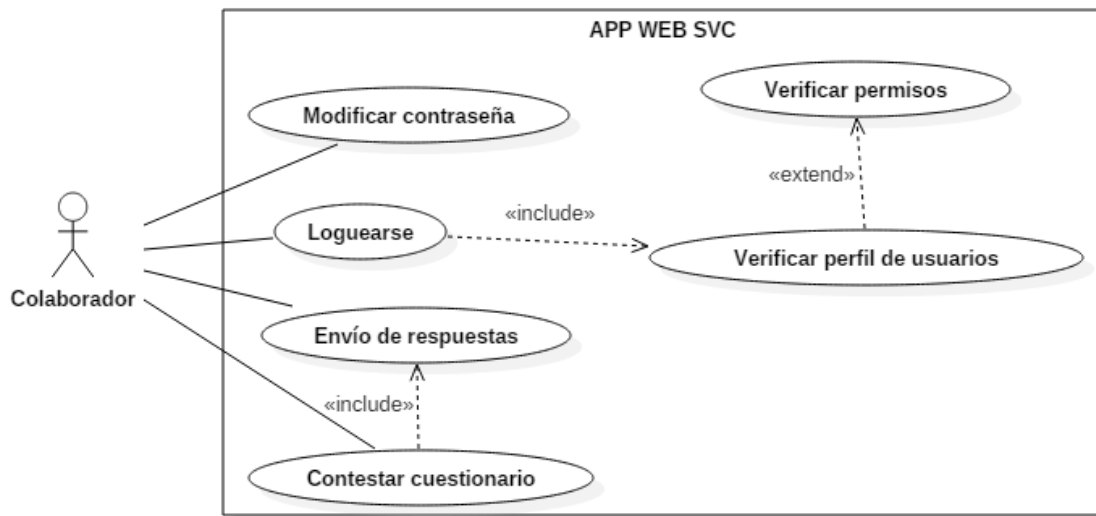 APP WEB SVC
Verificar permisos
Modificar contraseña
«extend»
«include»
Loguearse
Verificar perfil de usuarios
Colaborador
Envío de respuestas
«include»
Contestar cuestionario